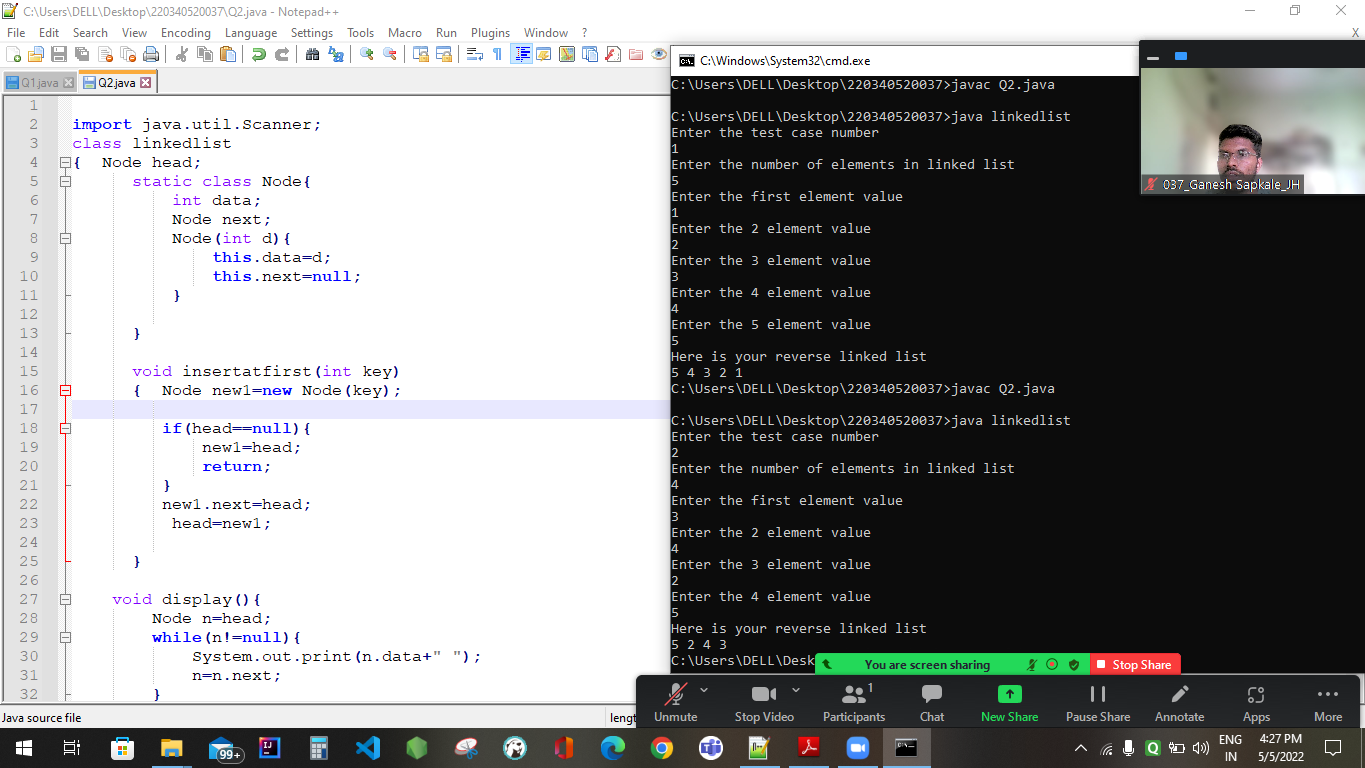 C:\Users\DELL\Desktop\220340520037\Q2.java - Notepad++
File Edit Search View Encoding Language Settings Tools Macro Run Plugins Window ? X
Q1.java Q2.java
1
2 import java.util.Scanner;
3 class linkedlist
4 { Node head;
5 static class Node{
6 int data;
7 Node next;
8 Node(int d){
9 this.data=d;
10 this.next=null;
11 }
12
13 }
14
15 void insertatfirst(int key)
16 { Node new1=new Node(key);
17
18 if(head==null){
19 new1=head;
20 return;
21 }
22 new1.next=head;
23 head=new1;
24
25 }
26
27 void display(){
28 Node n=head;
29 while(n!=null){
30 System.out.print(n.data+" ");
31 n=n.next;
32 }
Java source file
C:\Windows\System32\cmd.exe
C:\Users\DELL\Desktop\220340520037>javac Q2.java
C:\Users\DELL\Desktop\220340520037>java linkedlist
Enter the test case number
1
Enter the number of elements in linked list
5
Enter the first element value
1
Enter the 2 element value
2
Enter the 3 element value
3
Enter the 4 element value
4
Enter the 5 element value
5
Here is your reverse linked list
5 4 3 2 1
C:\Users\DELL\Desktop\220340520037>javac Q2.java
C:\Users\DELL\Desktop\220340520037>java linkedlist
Enter the test case number
2
Enter the number of elements in linked list
4
Enter the first element value
3
Enter the 2 element value
4
Enter the 3 element value
2
Enter the 4 element value
5
Here is your reverse linked list
5 2 4 3
C:\Users\DELL\Desk
037_Ganesh Sapkale_JH
You are screen sharing Stop Share
1
Unmute Stop Video Participants Chat New Share Pause Share Annotate Apps More
99+
ENG
IN
4:27 PM
5/5/2022